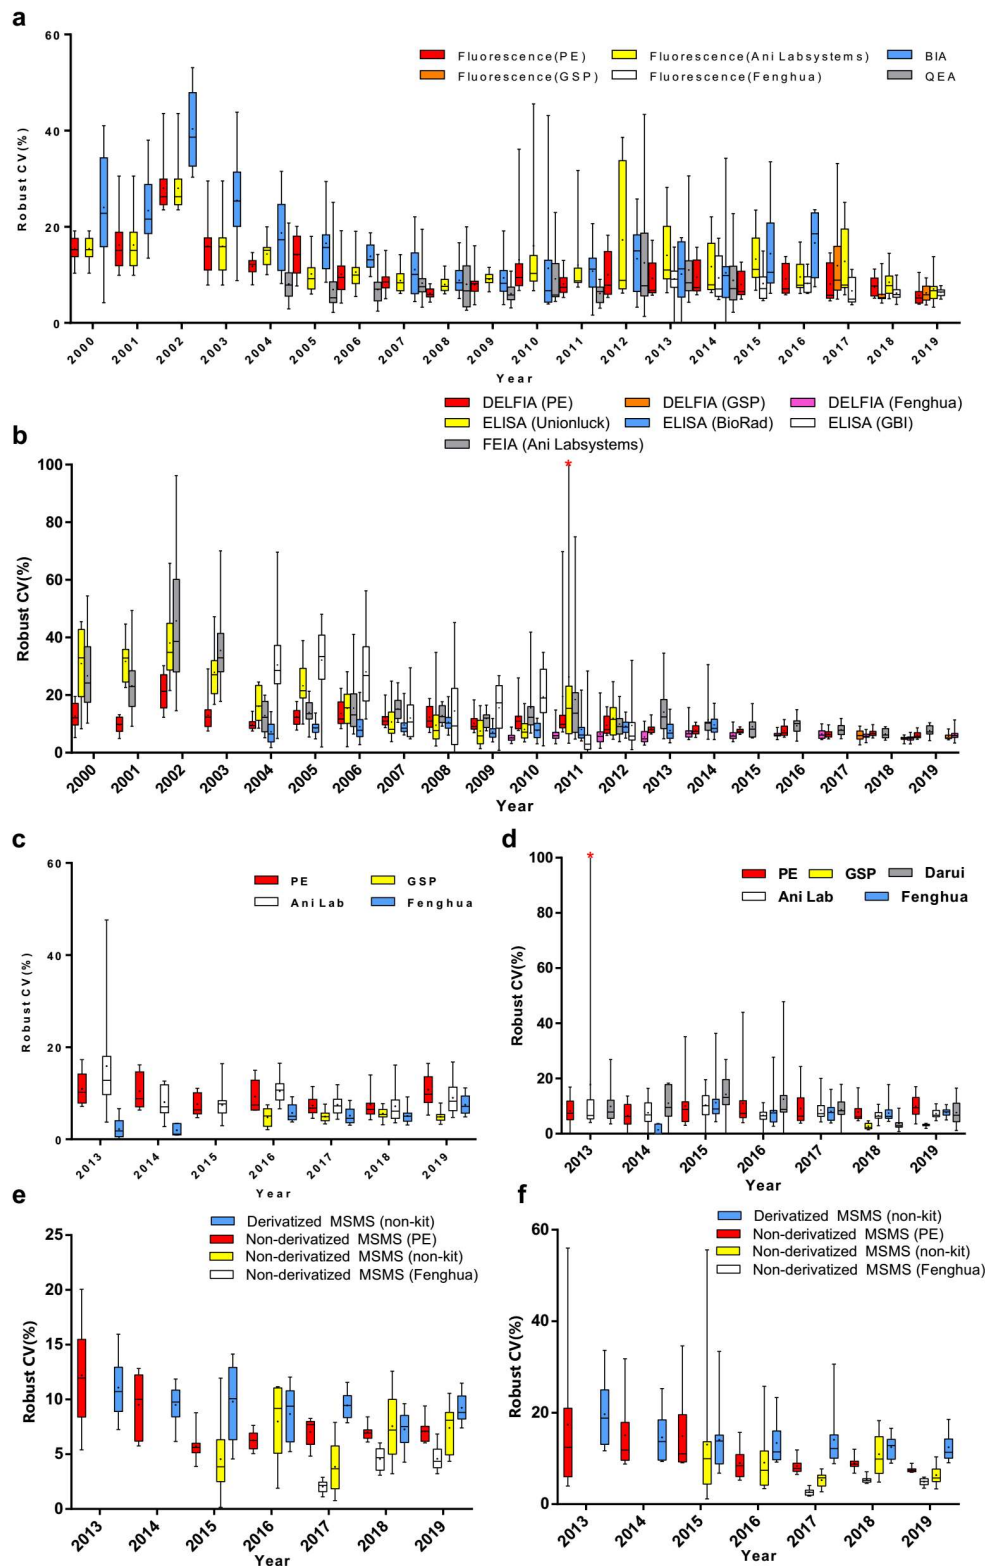 a
60
40
20
0
Robust CV(%)
Fluorescence(PE) Fluorescence(Ani Labsystems) BIA
Fluorescence(GSP) Fluorescence(Fenghua) QEA
2000 2001 2002 2003 2004 2005 2006 2007 2008 2009 2010 2011 2012 2013 2014 2015 2016 2017 2018 2019
Year
DELFIA (PE) DELFIA (GSP) DELFIA (Fenghua)
ELISA (Unionluck) ELISA (BioRad) ELISA (GBI)
FEIA (Ani Labsystems)
b
100
80
60
40
20
0
Robust CV(%)
*
2000 2001 2002 2003 2004 2005 2006 2007 2008 2009 2010 2011 2012 2013 2014 2015 2016 2017 2018 2019
Year
c
60
40
20
0
Robust CV(%)
PE GSP
Ani Lab Fenghua
2013 2014 2015 2016 2017 2018 2019
Year
d
100
80
60
40
20
0
Robust CV(%)
*
PE GSP Darui
Ani Lab Fenghua
2013 2014 2015 2016 2017 2018 2019
Year
e
25
20
15
10
5
0
Robust CV(%)
Derivatized MSMS (non-kit)
Non-derivatized MSMS (PE)
Non-derivatized MSMS (non-kit)
Non-derivatized MSMS (Fenghua)
2013 2014 2015 2016 2017 2018 2019
Year
f
60
40
20
0
Robust CV(%)
Derivatized MSMS (non-kit)
Non-derivatized MSMS (PE)
Non-derivatized MSMS (non-kit)
Non-derivatized MSMS (Fenghua)
2013 2014 2015 2016 2017 2018 2019
Year